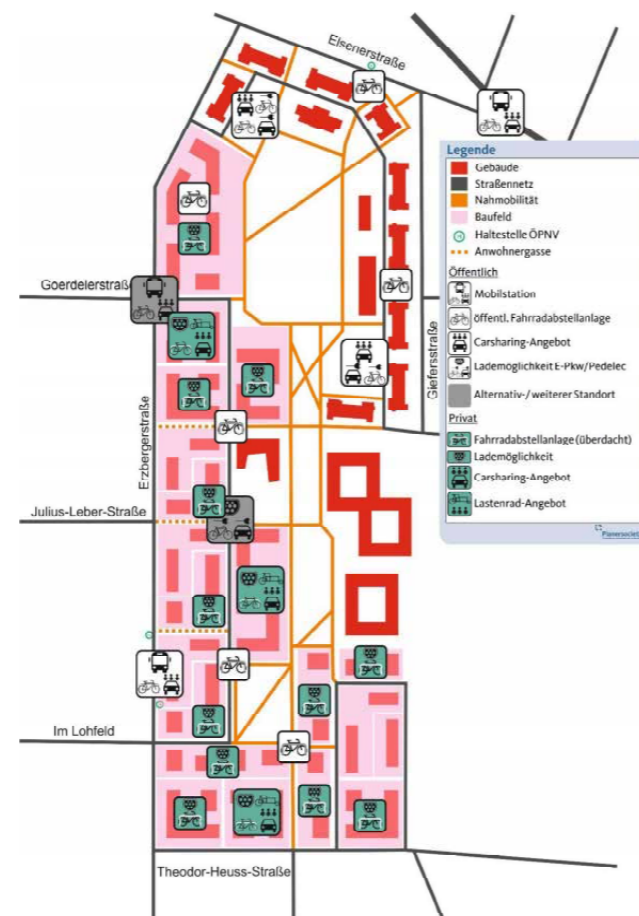 Elsenerstraße
Legende
Gebäude
Straßennetz
Nahmobilität
Baufeld
Haltestelle ÖPNV
Anwohnergasse
Öffentlich
Mobilstation
öffentl. Fahrradabstellanlage
Carsharing-Angebot
Lademöglichkeit E-Pkw/Pedelec
Alternativ-/ weiterer Standort
Privat
Fahrradabstellanlage (überdacht)
Lademöglichkeit
Carsharing-Angebot
Lastenrad-Angebot
Goerdelerstraß
Giefersstraße
Erzbergerstraße
Julius-Leber-Straße
Im Lohfeld
Theodor-Heuss-Straße